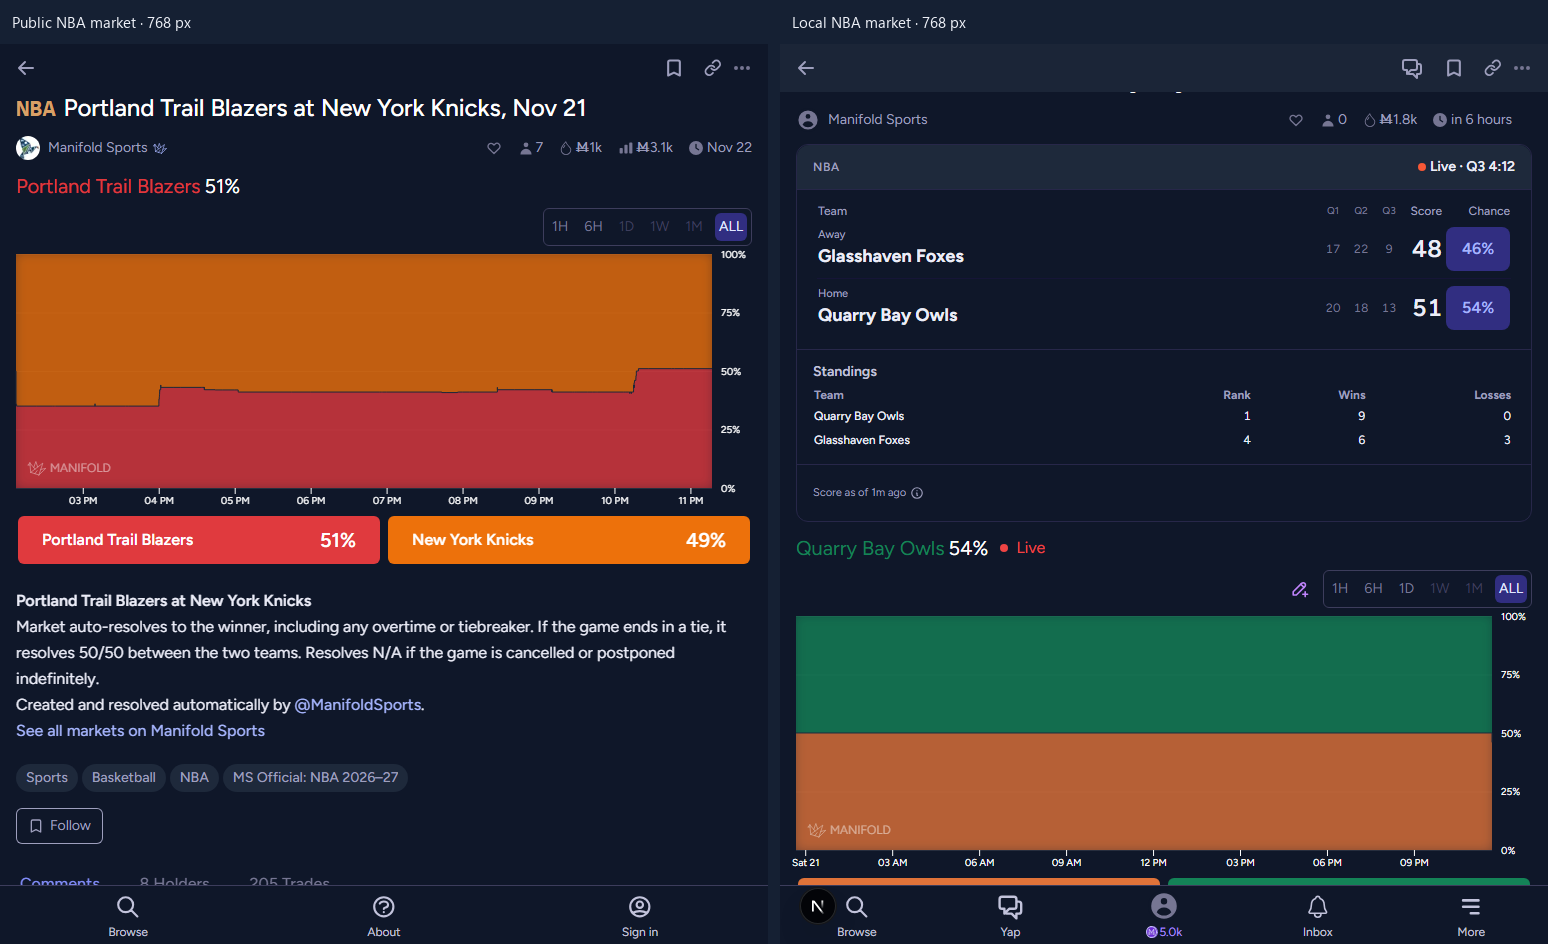 Public NBA market · 768 px
NBA Portland Trail Blazers at New York Knicks, Nov 21
Manifold Sports
7
Ṁ1k
Ṁ3.1k
Nov 22
Portland Trail Blazers 51%
1H 6H 1D 1W 1M ALL
100%
75%
50%
25%
0%
MANIFOLD
03 PM 04 PM 05 PM 06 PM 07 PM 08 PM 09 PM 10 PM 11 PM
Portland Trail Blazers 51%
New York Knicks 49%
Portland Trail Blazers at New York Knicks
Market auto-resolves to the winner, including any overtime or tiebreaker. If the game ends in a tie, it
resolves 50/50 between the two teams. Resolves N/A if the game is cancelled or postponed
indefinitely.
Created and resolved automatically by @ManifoldSports.
See all markets on Manifold Sports
Sports Basketball NBA MS Official: NBA 2026–27
Follow
Comments 8 Holders 205 Trades
Browse About Sign in
Local NBA market · 768 px
Manifold Sports
0
Ṁ1.8k
in 6 hours
NBA
Live · Q3 4:12
Team Q1 Q2 Q3 Score Chance
Away
Glasshaven Foxes 17 22 9 48 46%
Home
Quarry Bay Owls 20 18 13 51 54%
Standings
Team Rank Wins Losses
Quarry Bay Owls 1 9 0
Glasshaven Foxes 4 6 3
Score as of 1m ago
Quarry Bay Owls 54% Live
1H 6H 1D 1W 1M ALL
100%
75%
50%
25%
0%
MANIFOLD
Sat 21 03 AM 06 AM 09 AM 12 PM 03 PM 06 PM 09 PM
N
Browse Yap M 5.0k Inbox More